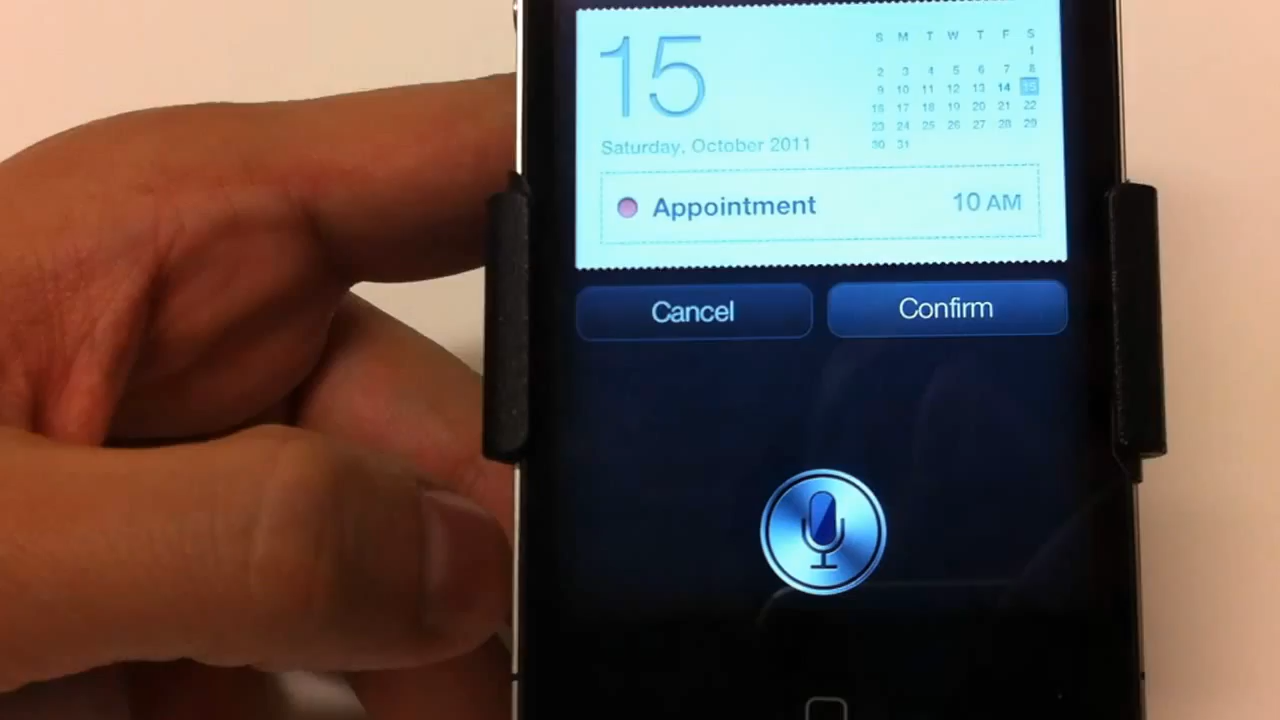 15
Saturday, October 2011
S M T W T F S
1
2 3 4 5 6 7 8
9 10 11 12 13 14 15
16 17 18 19 20 21 22
23 24 25 26 27 28 29
30 31
Appointment 10 AM
Cancel Confirm